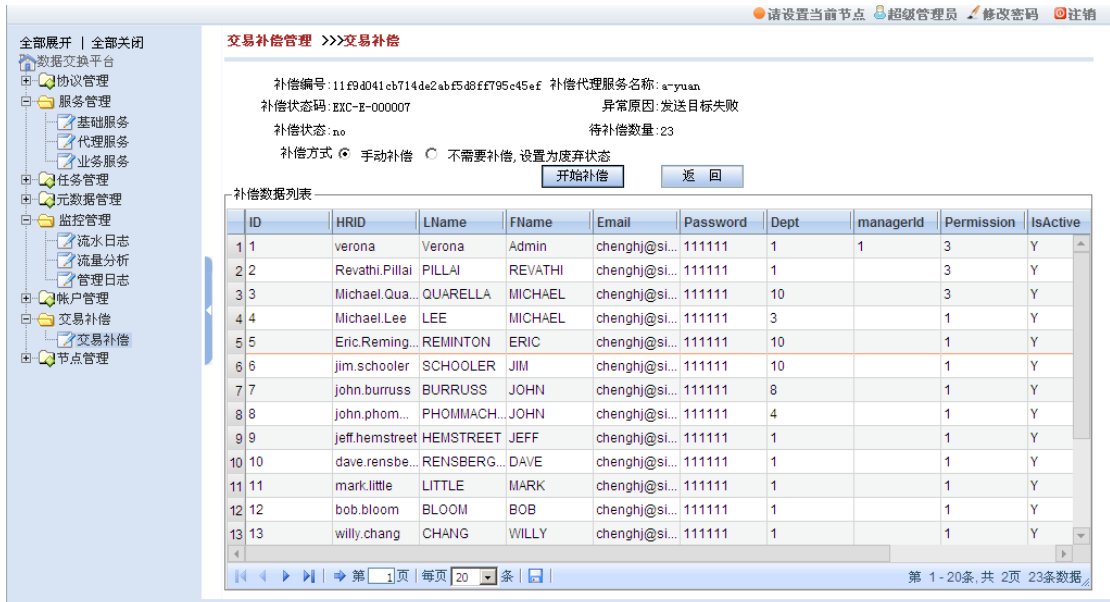 请设置当前节点 超级管理员 修改密码 注销
全部展开 | 全部关闭
数据交换平台
协议管理
服务管理
基础服务
代理服务
业务服务
任务管理
元数据管理
监控管理
流水日志
流量分析
管理日志
帐户管理
交易补偿
交易补偿
节点管理
交易补偿管理 >>>交易补偿
补偿编号:11f9d041cb714de2abf5d8ff795c45ef 补偿代理服务名称:a-yuan
补偿状态码:EXC-E-000007 异常原因:发送目标失败
补偿状态:no 待补偿数量:23
补偿方式 手动补偿 不需要补偿,设置为废弃状态
开始补偿 返 回
补偿数据列表
ID HRID LName FName Email Password Dept managerId Permission IsActive
1 1 verona Verona Admin chenghj@si... 111111 1 1 3 Y
2 2 Revathi.Pillai PILLAI REVATHI chenghj@si... 111111 1 3 Y
3 3 Michael.Qua... QUARELLA MICHAEL chenghj@si... 111111 10 3 Y
4 4 Michael.Lee LEE MICHAEL chenghj@si... 111111 3 1 Y
5 5 Eric.Reming... REMINTON ERIC chenghj@si... 111111 10 1 Y
6 6 jim.schooler SCHOOLER JIM chenghj@si... 111111 10 1 Y
7 7 john.burruss BURRUSS JOHN chenghj@si... 111111 8 1 Y
8 8 john.phom... PHOMMACH... JOHN chenghj@si... 111111 4 1 Y
9 9 jeff.hemstreet HEMSTREET JEFF chenghj@si... 111111 1 1 Y
10 10 dave.rensbe... RENSBERG... DAVE chenghj@si... 111111 1 1 Y
11 11 mark.little LITTLE MARK chenghj@si... 111111 1 1 Y
12 12 bob.bloom BLOOM BOB chenghj@si... 111111 1 1 Y
13 13 willy.chang CHANG WILLY chenghj@si... 111111 1 1 Y
第 1页 每页 20 条 第 1-20条,共 2页 23条数据